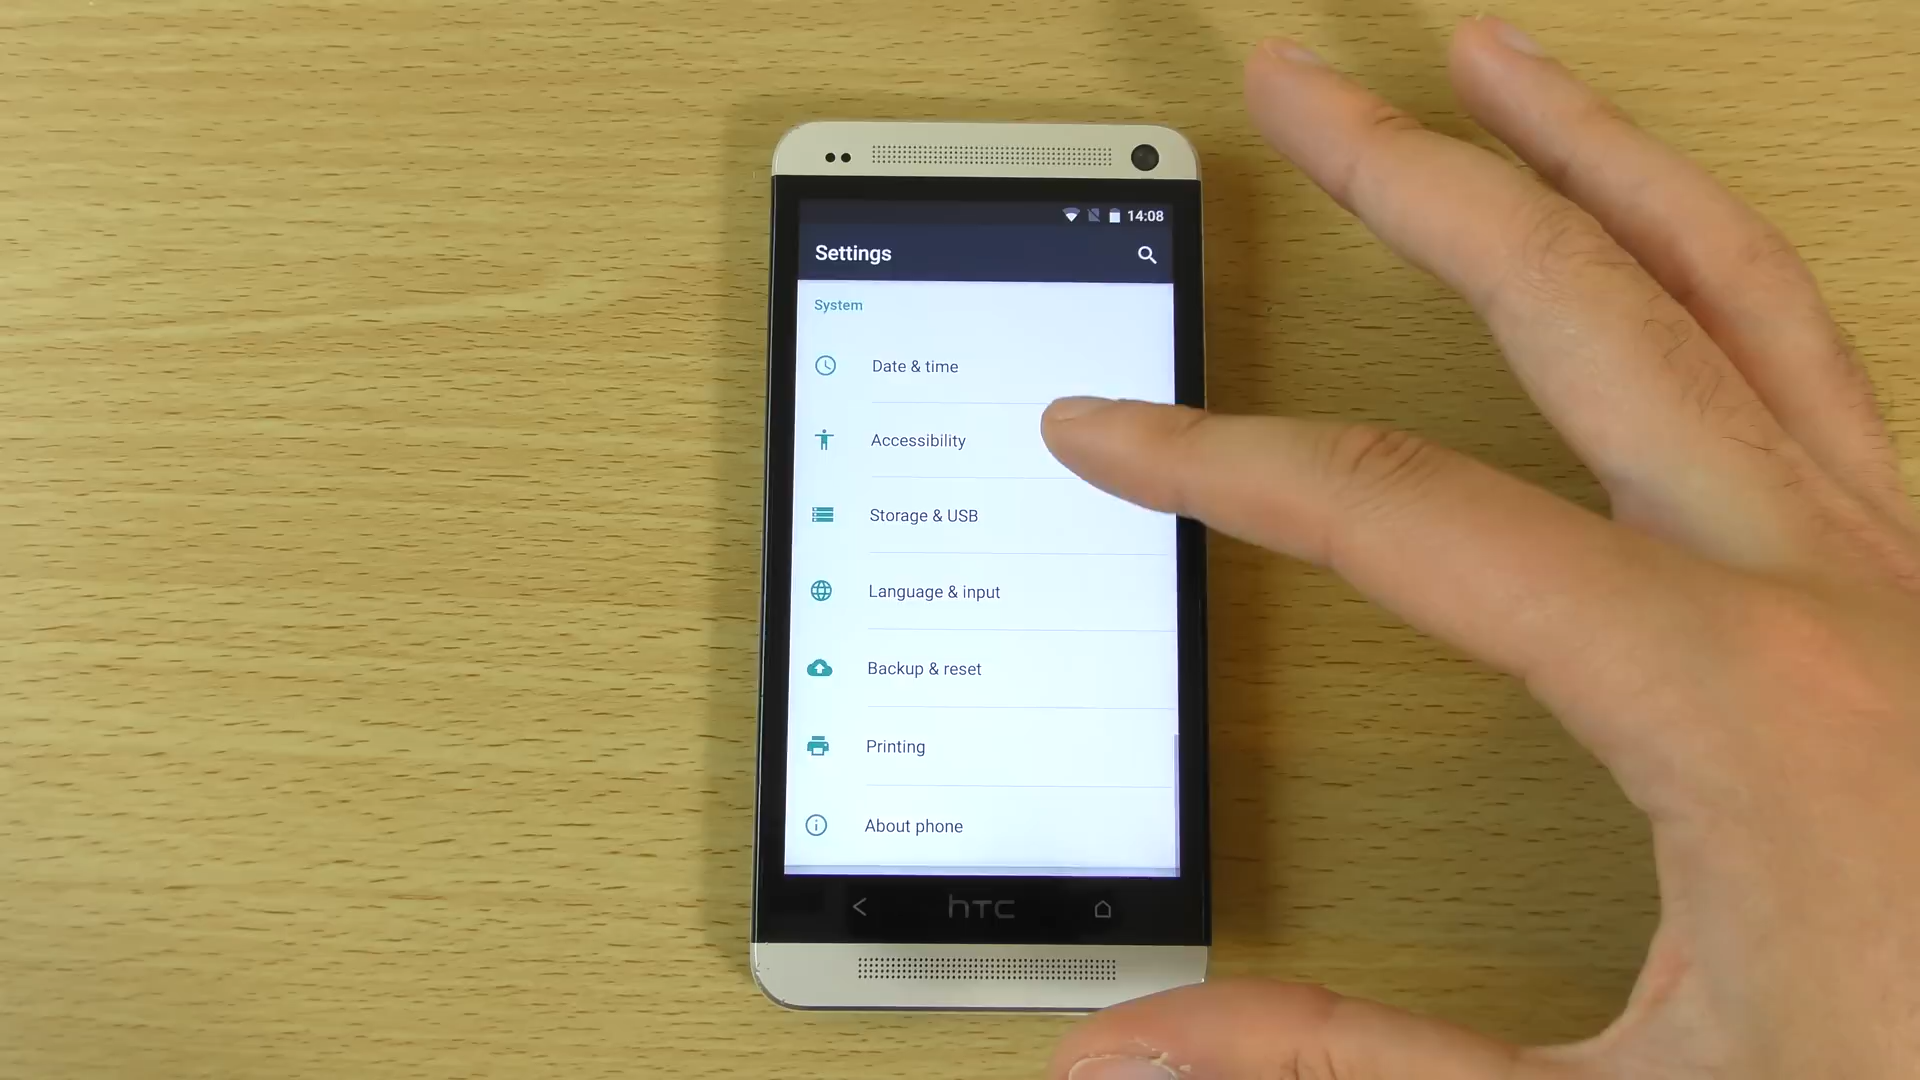 14:08
Settings
System
Date & time
Accessibility
Storage & USB
Language & input
Backup & reset
Printing
About phone
hTC